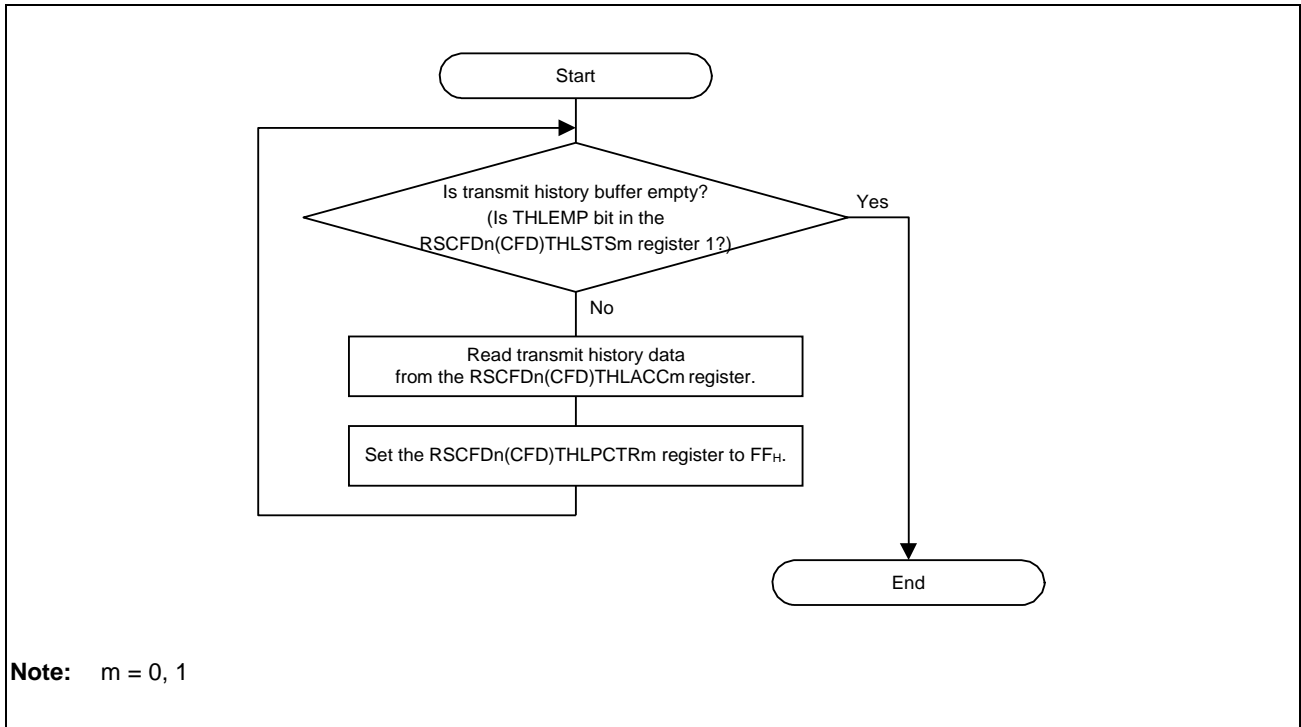 Start
Is transmit history buffer empty?
(Is THLEMP bit in the
RSCFDn(CFD)THLSTSm register 1?)
Yes
No
Read transmit history data
from the RSCFDn(CFD)THLACCm register.
Set the RSCFDn(CFD)THLPCTRm register to FFH.
End
Note: m = 0, 1